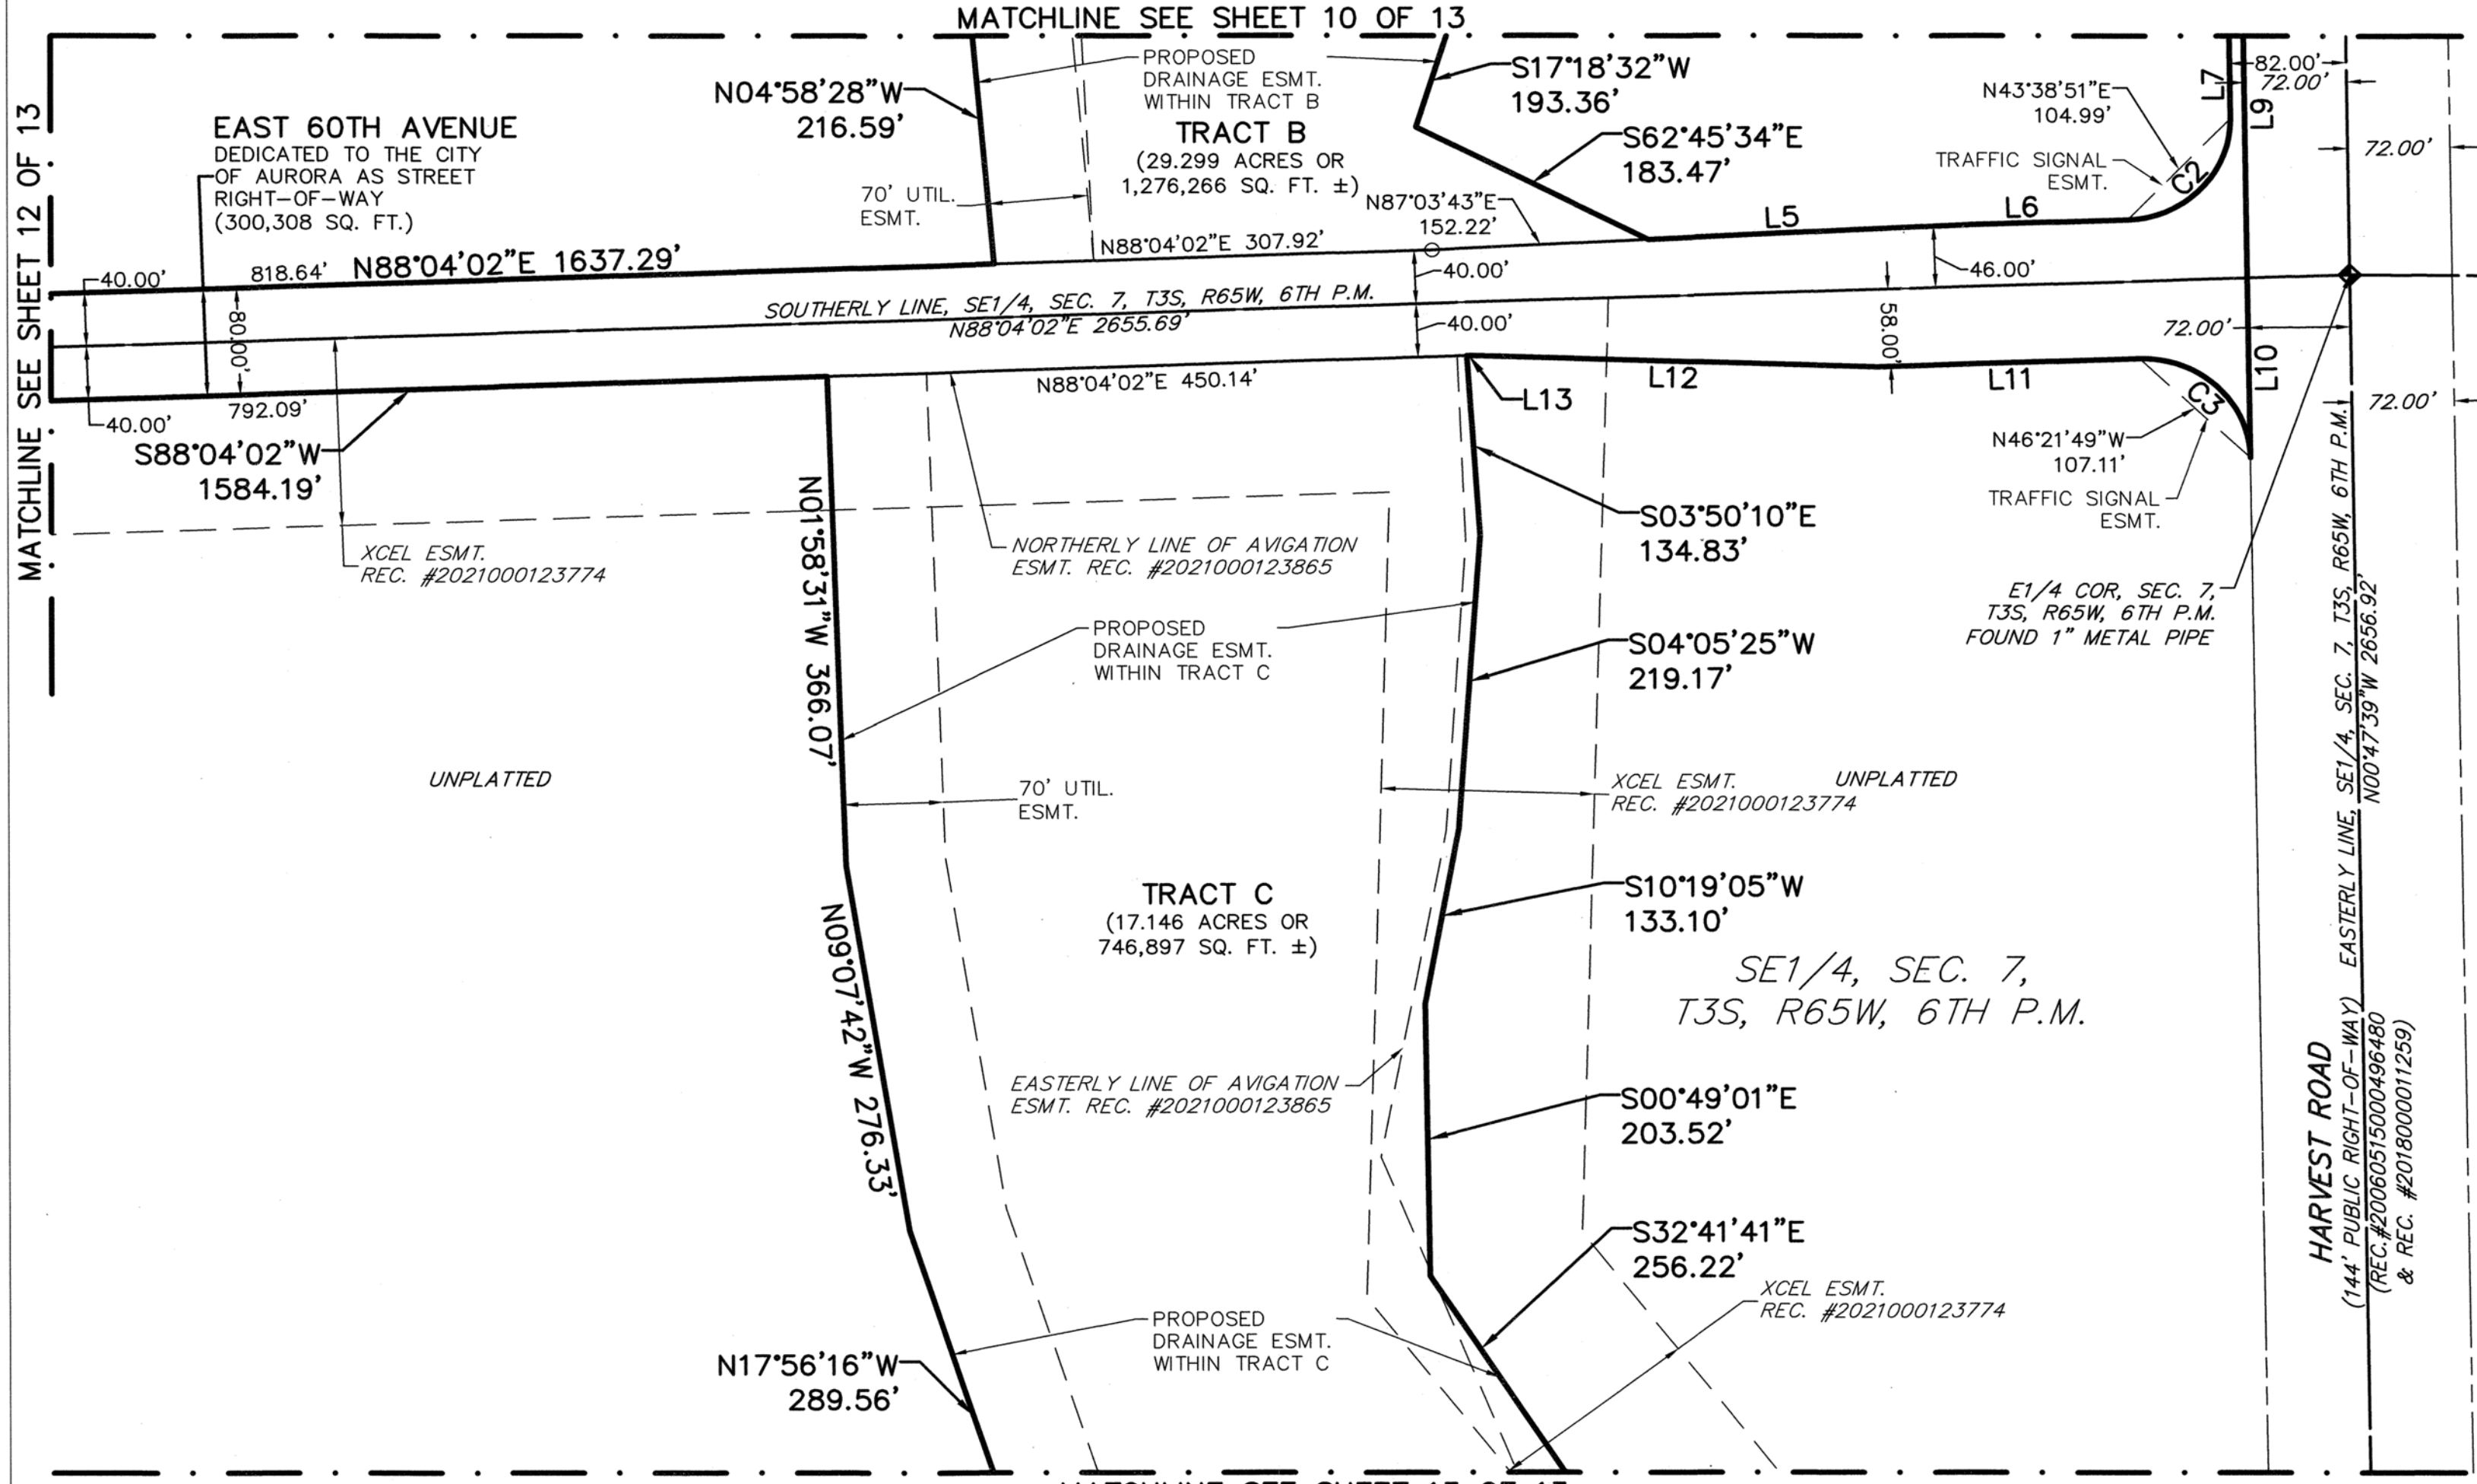 MATCHLINE SEE SHEET 10 OF 13
MATCHLINE SEE SHEET 12 OF 13
EAST 60TH AVENUE
DEDICATED TO THE CITY
OF AURORA AS STREET
RIGHT-OF-WAY
(300,308 SQ. FT.)
N04°58'28"W
216.59'
PROPOSED
DRAINAGE ESMT.
WITHIN TRACT B
TRACT B
(29.299 ACRES OR
1,276,266 SQ. FT. ±)
70' UTIL.
ESMT.
S17°18'32"W
193.36'
S62°45'34"E
183.47'
N87°03'43"E
152.22'
N88°04'02"E 307.92'
L5
L6
L7
L9
82.00'
72.00'
72.00'
N43°38'51"E
104.99'
TRAFFIC SIGNAL
ESMT.
C2
40.00'
818.64'
N88°04'02"E 1637.29'
80.00'
40.00'
46.00'
SOUTHERLY LINE, SE1/4, SEC. 7, T3S, R65W, 6TH P.M.
N88°04'02"E 2655.69'
40.00'
58.00'
72.00'
L10
N88°04'02"E 450.14'
L12
L11
L13
C3
72.00'
792.09'
40.00'
S88°04'02"W
1584.19'
N46°21'49"W
107.11'
TRAFFIC SIGNAL
ESMT.
N01°58'31"W 366.07'
XCEL ESMT.
REC. #2021000123774
NORTHERLY LINE OF AVIGATION
ESMT. REC. #2021000123865
S03°50'10"E
134.83'
E1/4 COR, SEC. 7,
T3S, R65W, 6TH P.M.
FOUND 1" METAL PIPE
PROPOSED
DRAINAGE ESMT.
WITHIN TRACT C
S04°05'25"W
219.17'
UNPLATTED
70' UTIL.
ESMT.
XCEL ESMT.
REC. #2021000123774
UNPLATTED
TRACT C
(17.146 ACRES OR
746,897 SQ. FT. ±)
S10°19'05"W
133.10'
N09°07'42"W 276.33'
SE1/4, SEC. 7,
T3S, R65W, 6TH P.M.
EASTERLY LINE OF AVIGATION
ESMT. REC. #2021000123865
S00°49'01"E
203.52'
S32°41'41"E
256.22'
XCEL ESMT.
REC. #2021000123774
PROPOSED
DRAINAGE ESMT.
WITHIN TRACT C
N17°56'16"W
289.56'
HARVEST ROAD
(144' PUBLIC RIGHT-OF-WAY)
(REC.#20060515000496480
& REC. #2018000011259)
EASTERLY LINE, SE1/4, SEC. 7, T3S, R65W, 6TH P.M.
N00°47'39"W 2656.92'